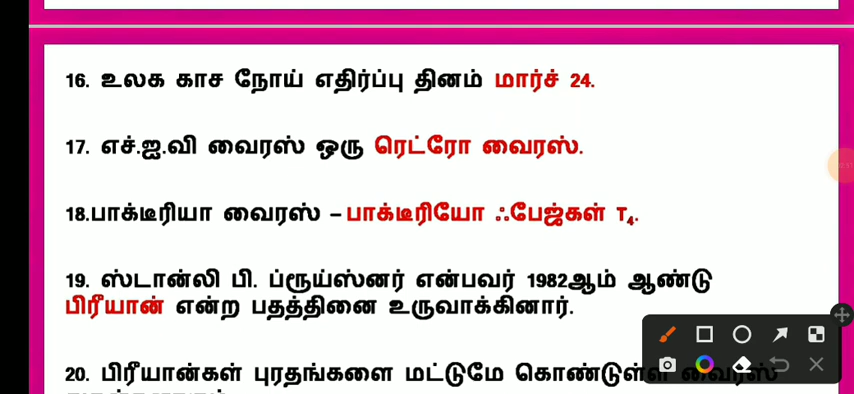 16. உலக காச நோய் எதிர்ப்பு தினம் மார்ச் 24.
17. எச்.ஐ.வி வைரஸ் ஒரு ரெட்ரோ வைரஸ்.
18.பாக்டீரியா வைரஸ் – பாக்டீரியோ ஃபேஜ்கள் T₄.
19. ஸ்டான்லி பி. ப்ரூய்ஸ்னர் என்பவர் 1982ஆம் ஆண்டு
பிரீயான் என்ற பதத்தினை உருவாக்கினார்.
20. பிரீயான்கள் புரதங்களை மட்டுமே கொண்டுள்ள வைரஸ்